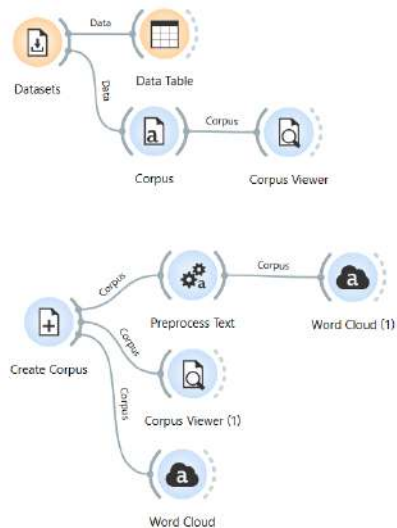 Data
Datasets
Data Table
Data
Corpus
Corpus
Corpus Viewer
Corpus
Corpus
Preprocess Text
Word Cloud (1)
Create Corpus
Corpus
Corpus Viewer (1)
Corpus
Word Cloud